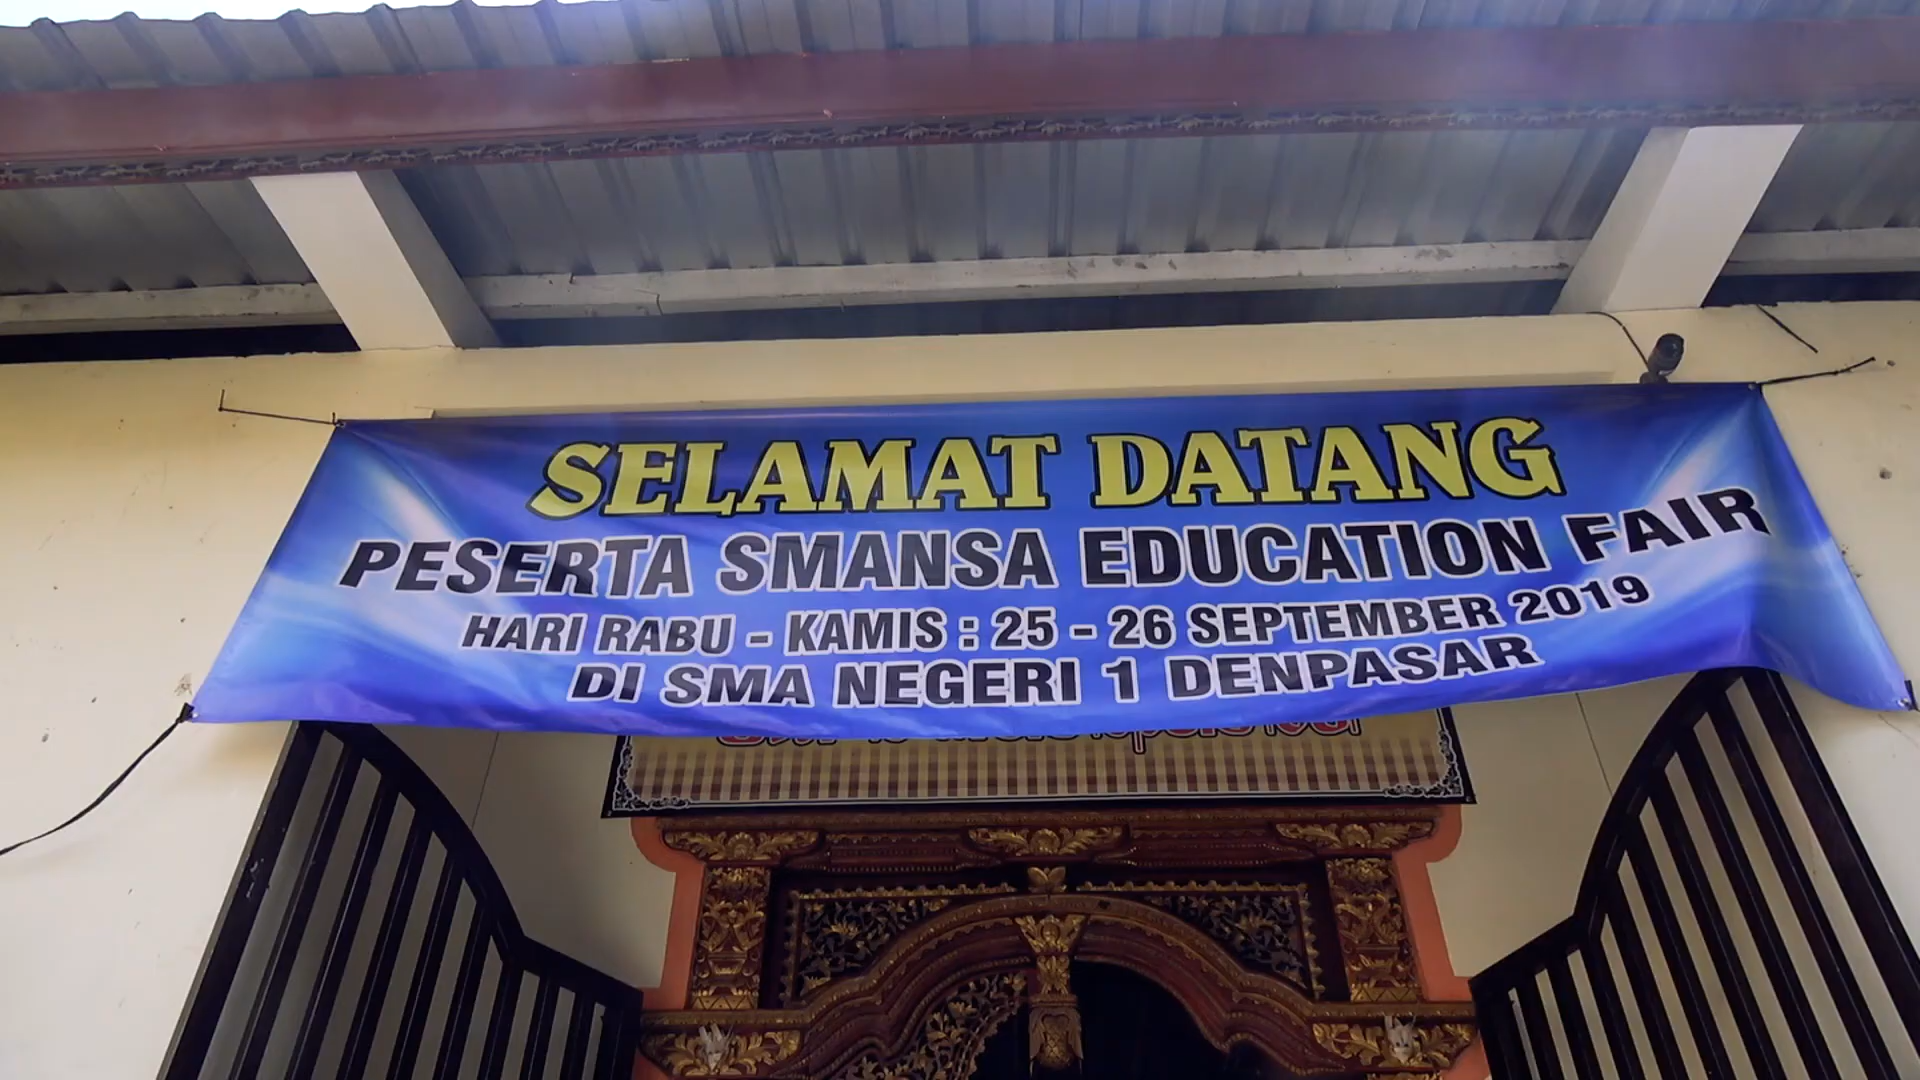 SELAMAT DATANG
PESERTA SMANSA EDUCATION FAIR
HARI RABU - KAMIS : 25 - 26 SEPTEMBER 2019
DI SMA NEGERI 1 DENPASAR